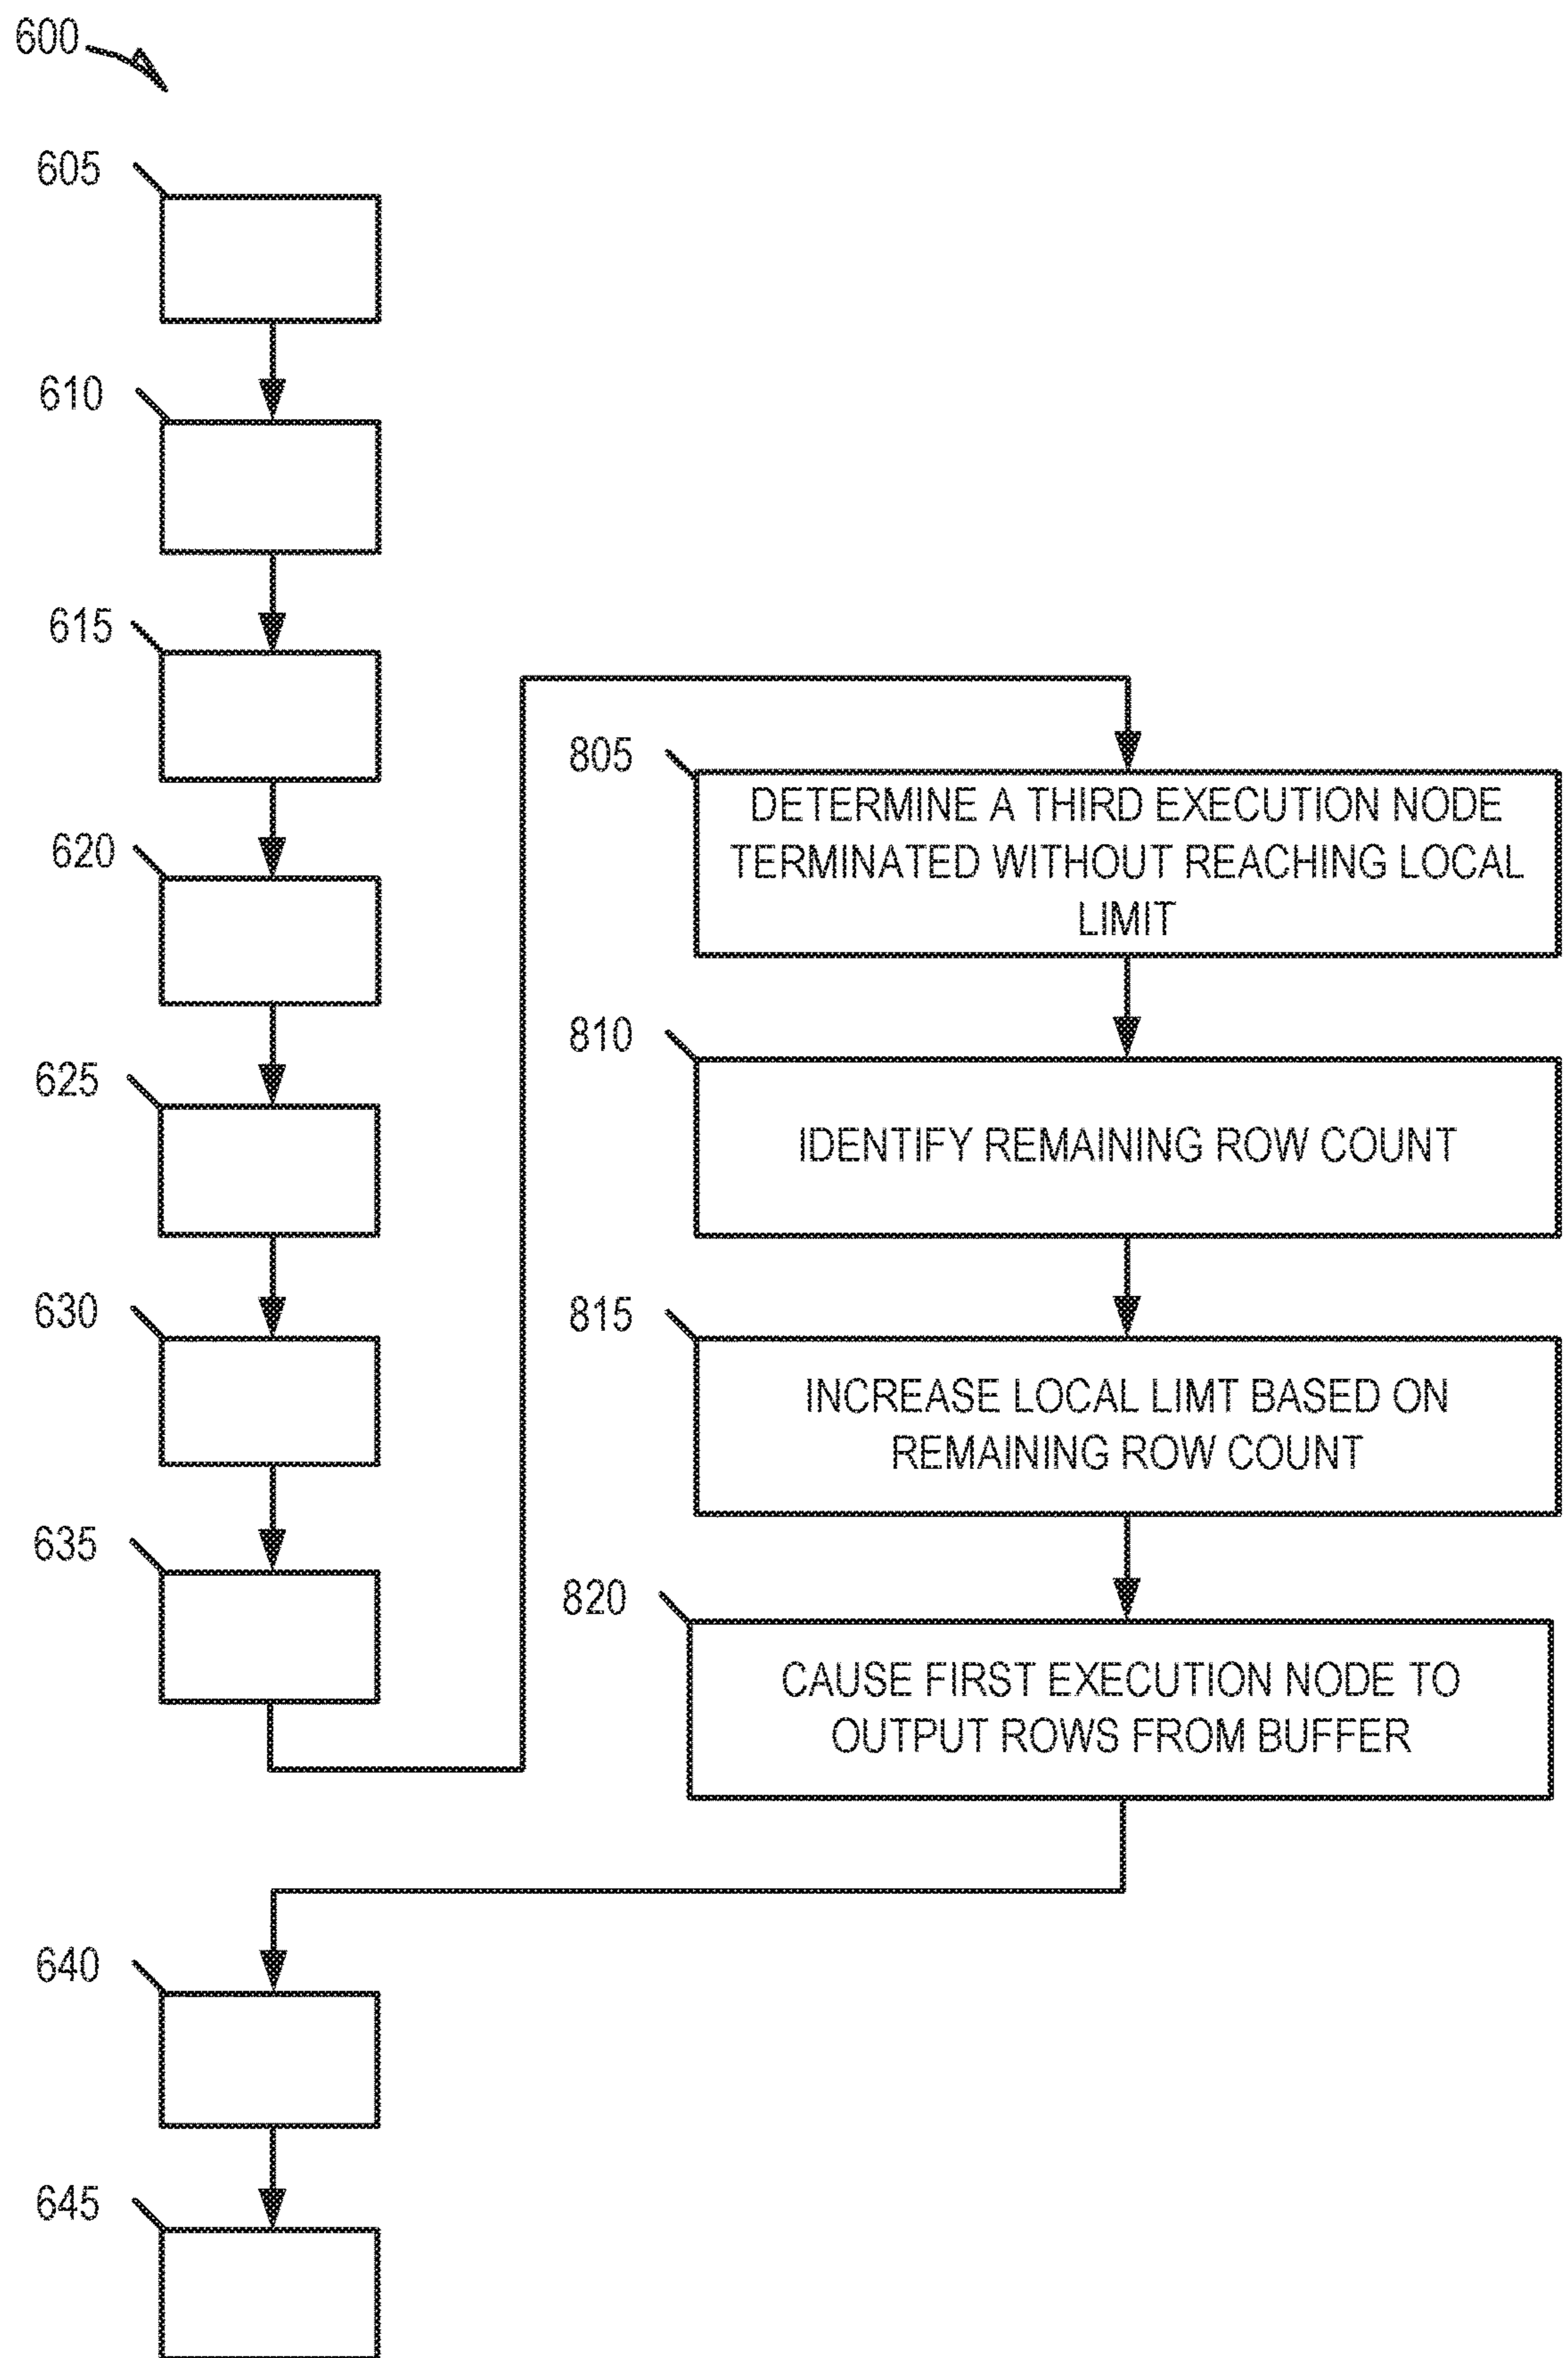 600
605
610
615
620
625
630
635
805
DETERMINE A THIRD EXECUTION NODE
TERMINATED WITHOUT REACHING LOCAL
LIMIT
810
IDENTIFY REMAINING ROW COUNT
815
INCREASE LOCAL LIMT BASED ON
REMAINING ROW COUNT
820
CAUSE FIRST EXECUTION NODE TO
OUTPUT ROWS FROM BUFFER
640
645